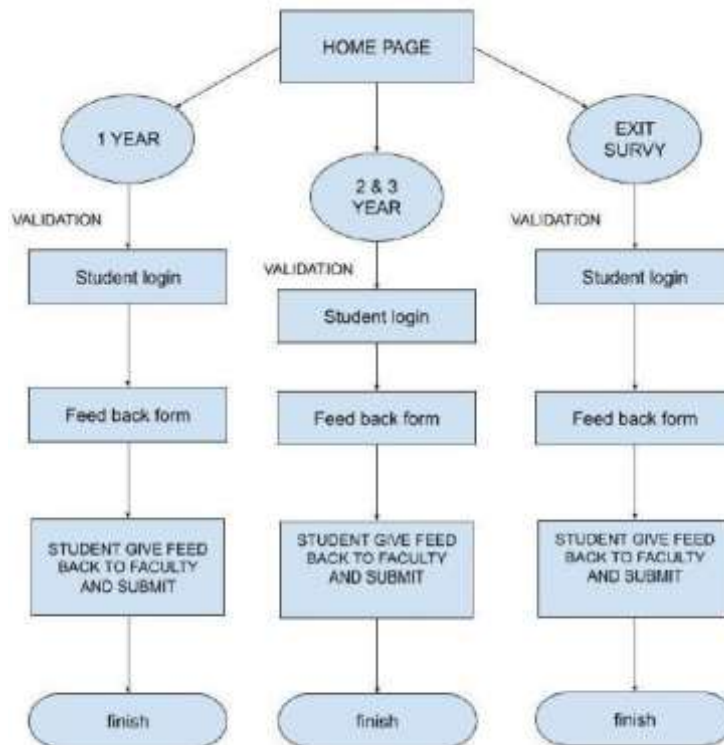 HOME PAGE
1 YEAR
VALIDATION
Student login
Feed back form
STUDENT GIVE FEED
BACK TO FACULTY
AND SUBMIT
finish
2 & 3
YEAR
VALIDATION
Student login
Feed back form
STUDENT GIVE FEED
BACK TO FACULTY
AND SUBMIT
finish
EXIT
SURVY
VALIDATION
Student login
Feed back form
STUDENT GIVE FEED
BACK TO FACULTY
AND SUBMIT
finish